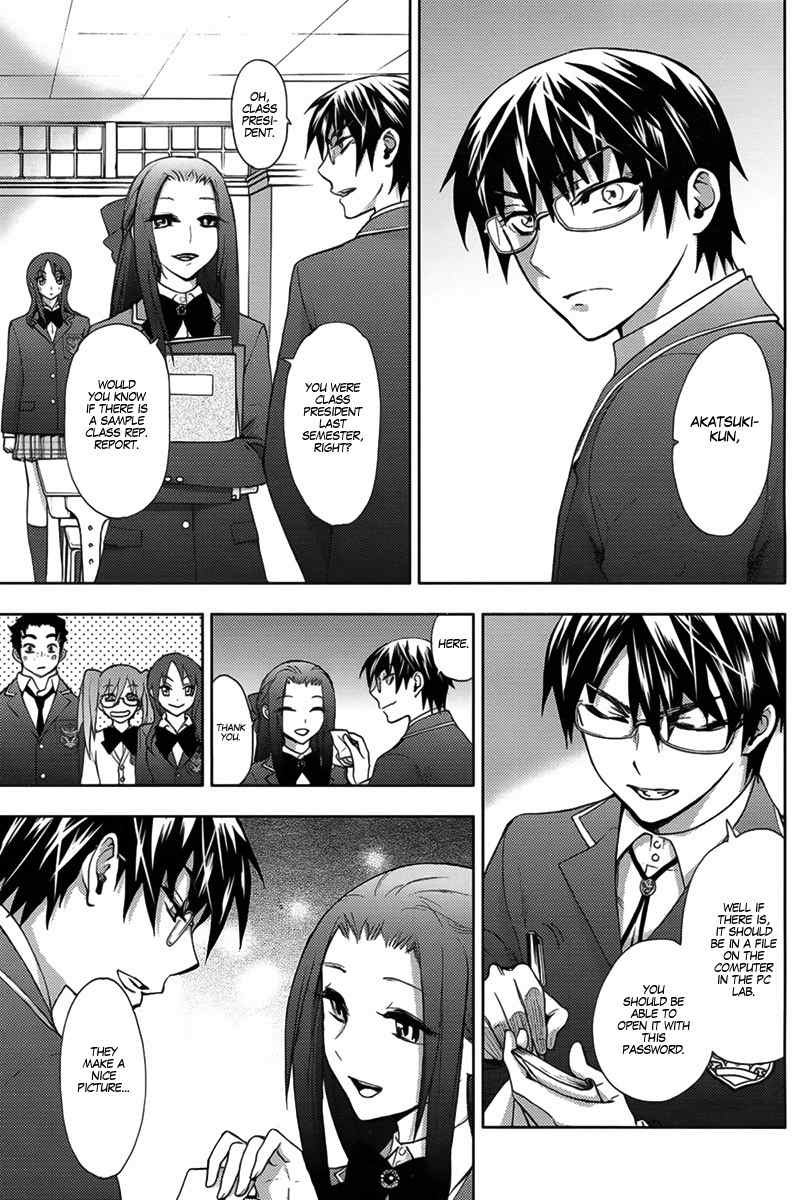 AKATSUKI-
KUN,
OH,
CLASS
PRESI-
DENT.
YOU WERE
CLASS
PRESIDENT
LAST
SEMESTER,
RIGHT?
WOULD
YOU KNOW
IF THERE IS
A SAMPLE
CLASS REP.
REPORT.
WELL IF
THERE IS,
IT SHOULD
BE IN A FILE
ON THE
COMPUTER
IN THE PC
LAB.
YOU
SHOULD BE
ABLE TO
OPEN IT WITH
THIS
PASSWORD.
HERE.
THANK
YOU.
THEY
MAKE A
NICE
PICTURE...